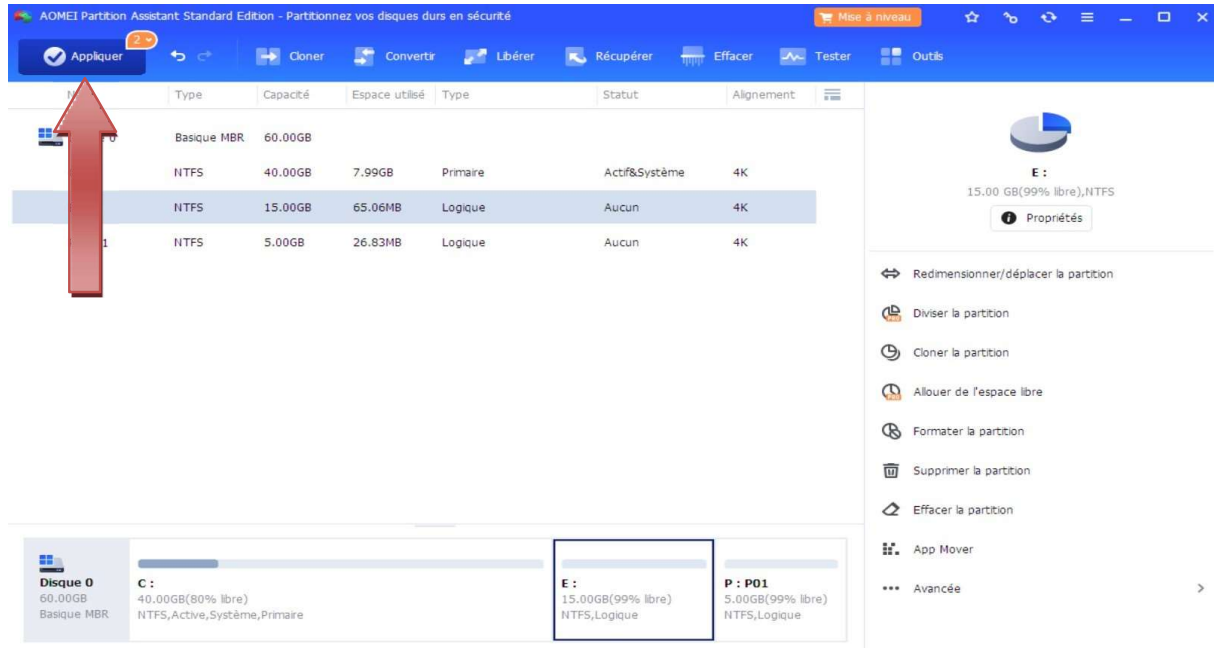 AOMEI Partition Assistant Standard Edition - Partitionnez vos disques durs en sécurité
Mise à niveau
Appliquer
2
Cloner
Convertir
Libérer
Récupérer
Effacer
Tester
Outils
Type
Capacité
Espace utilisé
Type
Statut
Alignement
0 Basique MBR 60.00GB
NTFS 40.00GB 7.99GB Primaire Actif&Système 4K
NTFS 15.00GB 65.06MB Logique Aucun 4K
1 NTFS 5.00GB 26.83MB Logique Aucun 4K
E :
15.00 GB(99% libre),NTFS
Propriétés
Redimensionner/déplacer la partition
Diviser la partition
PRO
Cloner la partition
Allouer de l'espace libre
PRO
Formater la partition
Supprimer la partition
Effacer la partition
App Mover
Avancée
Disque 0
60.00GB
Basique MBR
C :
40.00GB(80% libre)
NTFS,Active,Système,Primaire
E :
15.00GB(99% libre)
NTFS,Logique
P : P01
5.00GB(99% libre)
NTFS,Logique